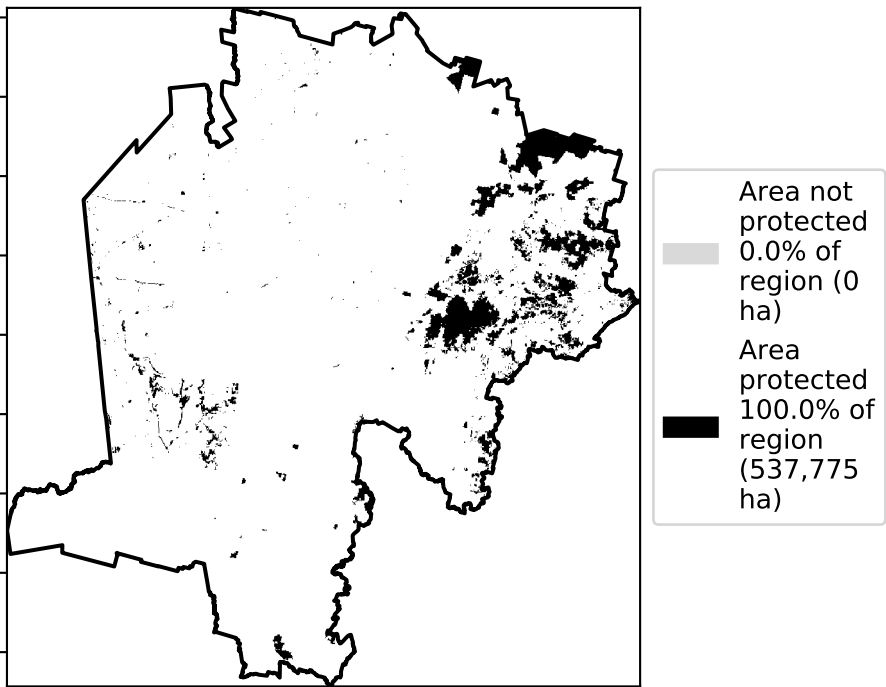 Area not
protected
0.0% of
region (0
ha)
Area
protected
100.0% of
region
(537,775
ha)